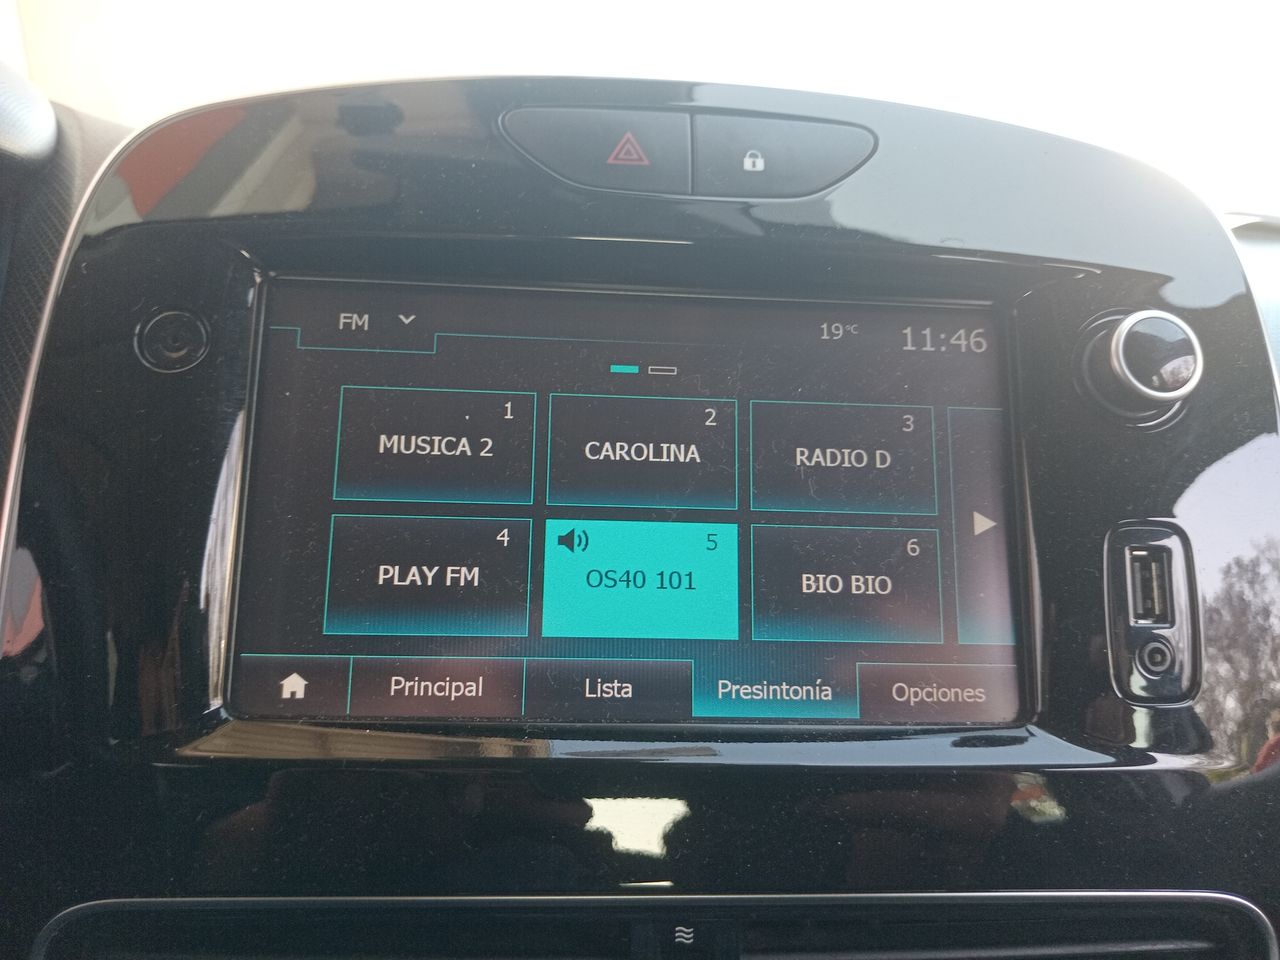 FM
19°C
11:46
1
MUSICA 2
2
CAROLINA
3
RADIO D
4
PLAY FM
5
OS40 101
6
BIO BIO
Principal
Lista
Presintonía
Opciones